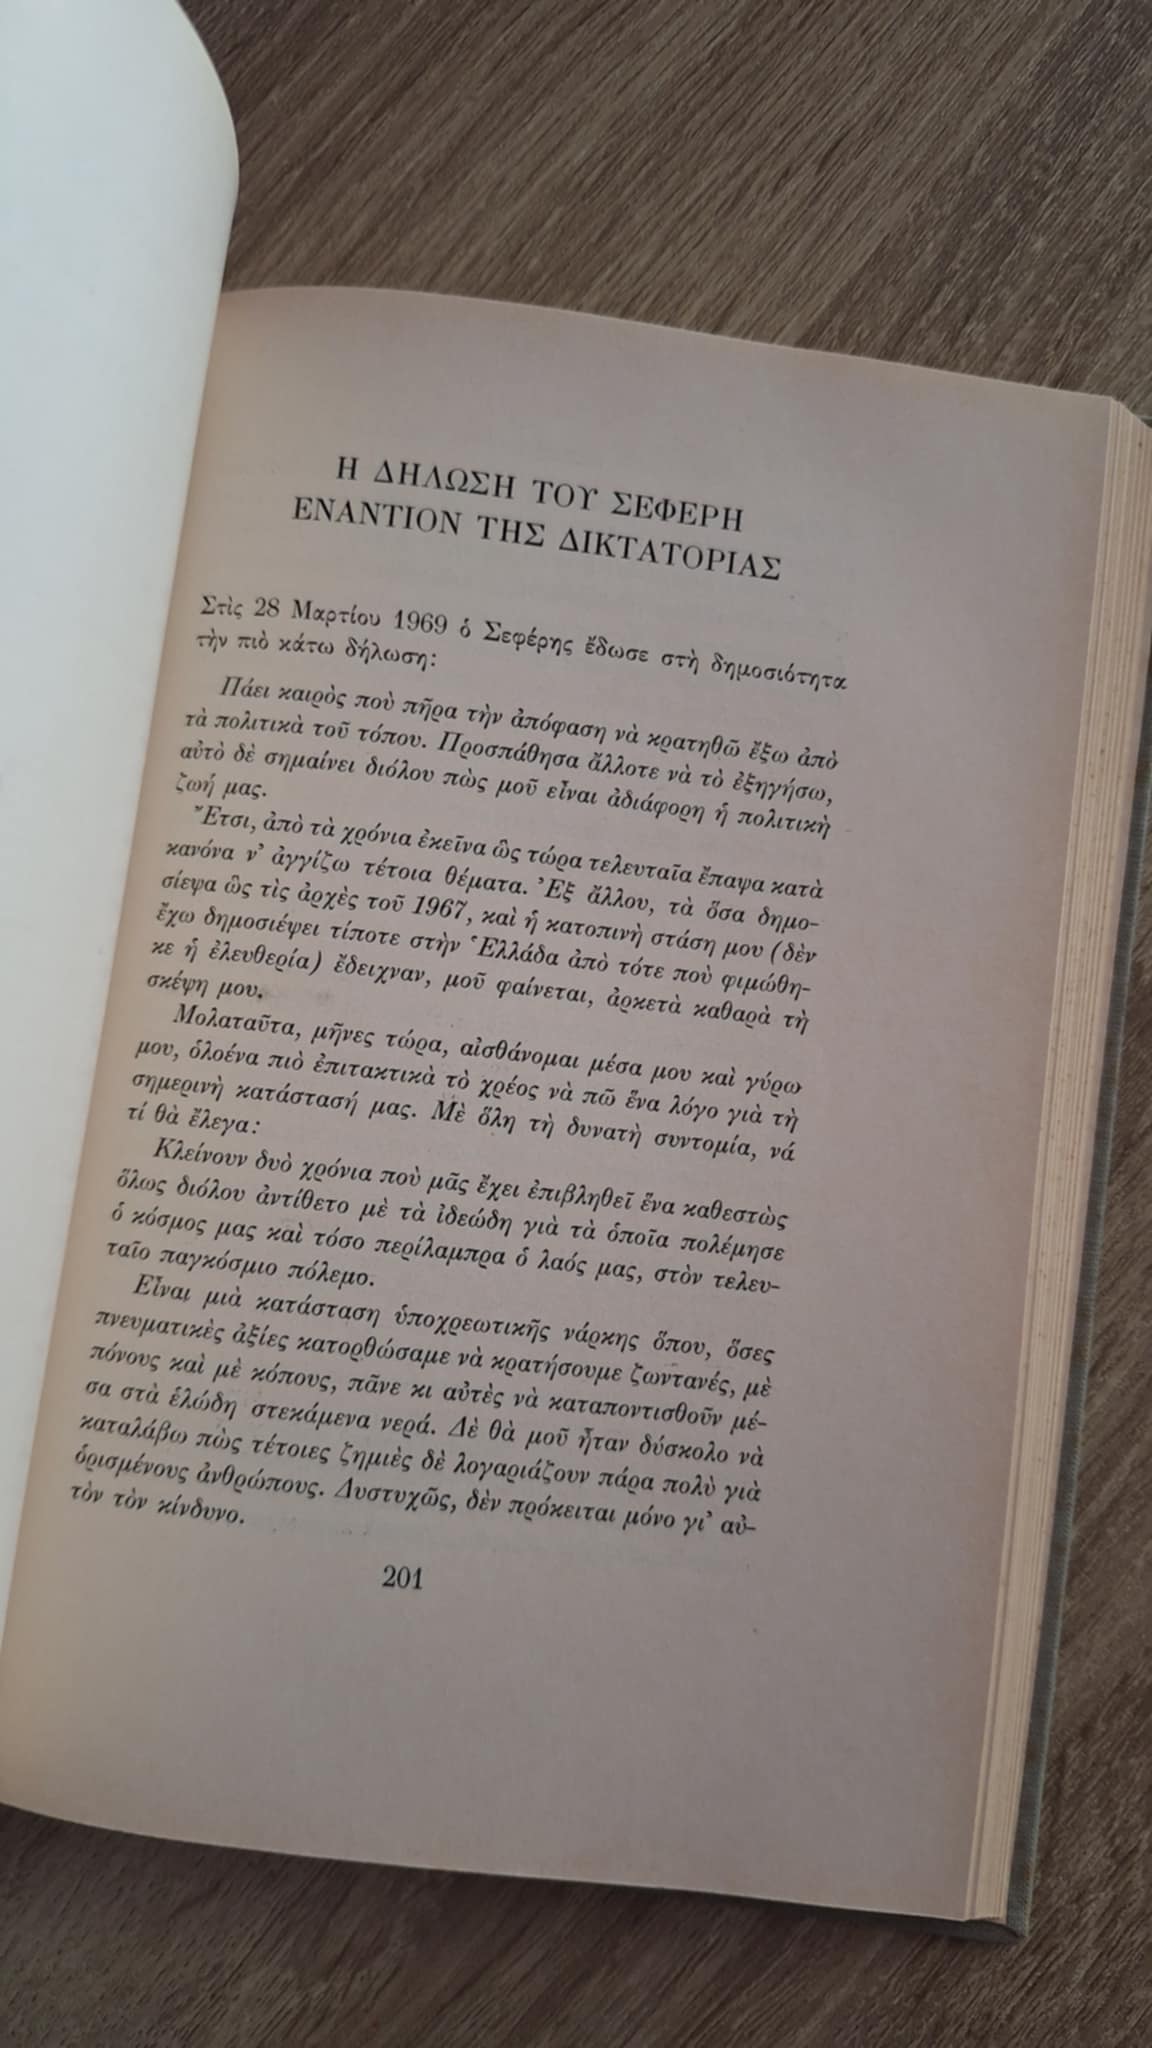 Η ΔΗΛΩΣΗ ΤΟΥ ΣΕΦΕΡΗ
ΕΝΑΝΤΙΟΝ ΤΗΣ ΔΙΚΤΑΤΟΡΙΑΣ
Στὶς 28 Μαρτίου 1969 ὁ Σεφέρης ἔδωσε στὴ δημοσιότητα
τὴν πιὸ κάτω δήλωση:
Πάει καιρὸς ποὺ πῆρα τὴν ἀπόφαση νὰ κρατηθῶ ἔξω ἀπὸ
τὰ πολιτικὰ τοῦ τόπου. Προσπάθησα ἄλλοτε νὰ τὸ ἐξηγήσω,
αὐτὸ δὲ σημαίνει διόλου πὼς μοῦ εἶναι ἀδιάφορη ἡ πολιτικὴ
ζωή μας.
Ἔτσι, ἀπὸ τὰ χρόνια ἐκεῖνα ὣς τώρα τελευταῖα ἔπαψα κατὰ
κανόνα ν' ἀγγίζω τέτοια θέματα. Ἐξ ἄλλου, τὰ ὅσα δημο-
σίεψα ὣς τὶς ἀρχὲς τοῦ 1967, καὶ ἡ κατοπινὴ στάση μου (δὲν
ἔχω δημοσιέψει τίποτε στὴν Ἑλλάδα ἀπὸ τότε ποὺ φιμώθη-
κε ἡ ἐλευθερία) ἔδειχναν, μοῦ φαίνεται, ἀρκετὰ καθαρὰ τὴ
σκέψη μου.
Μολαταῦτα, μῆνες τώρα, αἰσθάνομαι μέσα μου καὶ γύρω
μου, ὁλοένα πιὸ ἐπιτακτικὰ τὸ χρέος νὰ πῶ ἕνα λόγο γιὰ τὴ
σημερινὴ κατάστασή μας. Μὲ ὅλη τὴ δυνατὴ συντομία, νά
τί θὰ ἔλεγα:
Κλείνουν δυὸ χρόνια ποὺ μᾶς ἔχει ἐπιβληθεῖ ἕνα καθεστὼς
ὅλως διόλου ἀντίθετο μὲ τὰ ἰδεώδη γιὰ τὰ ὁποῖα πολέμησε
ὁ κόσμος μας καὶ τόσο περίλαμπρα ὁ λαός μας, στὸν τελευ-
ταῖο παγκόσμιο πόλεμο.
Εἶναι μιὰ κατάσταση ὑποχρεωτικῆς νάρκης ὅπου, ὅσες
πνευματικὲς ἀξίες κατορθώσαμε νὰ κρατήσουμε ζωντανές, μὲ
πόνους καὶ μὲ κόπους, πᾶνε κι αὐτὲς νὰ καταποντισθοῦν μέ-
σα στὰ ἑλώδη στεκάμενα νερά. Δὲ θὰ μοῦ ἦταν δύσκολο νὰ
καταλάβω πὼς τέτοιες ζημιὲς δὲ λογαριάζουν πάρα πολὺ γιὰ
ὁρισμένους ἀνθρώπους. Δυστυχῶς, δὲν πρόκειται μόνο γι' αὐ-
τὸν τὸν κίνδυνο.
201